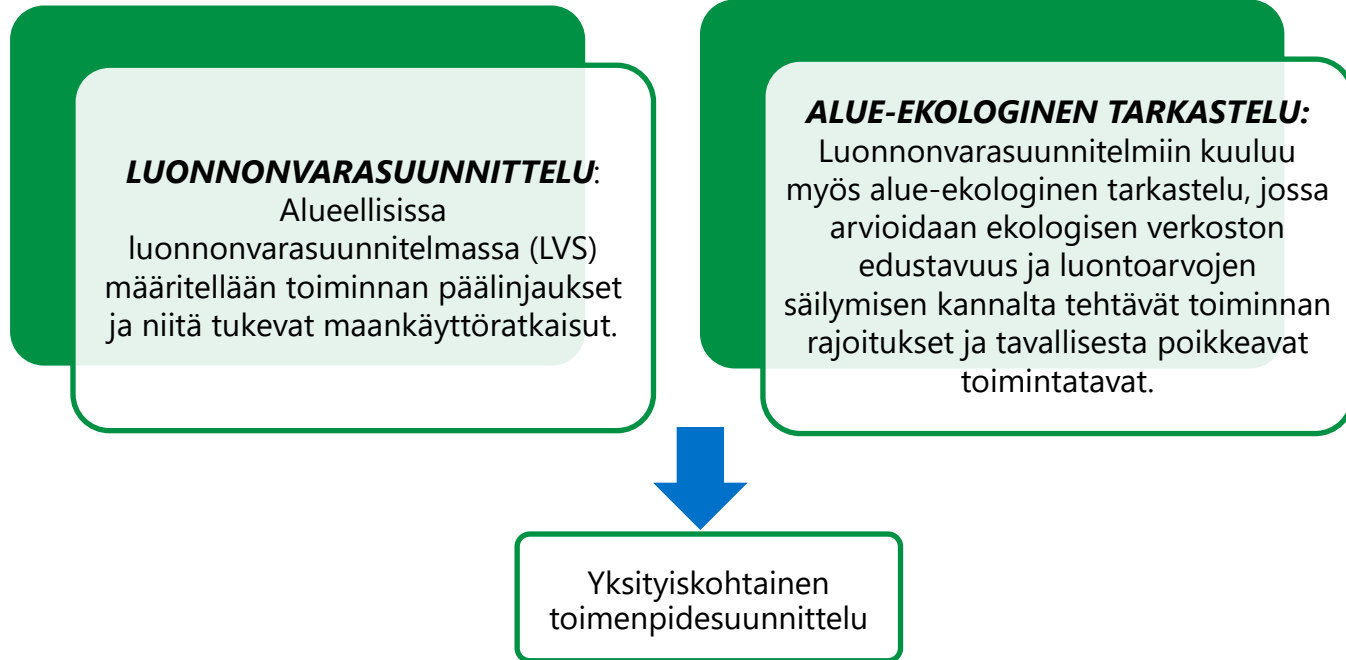 LUONNONVARASUUNNITTELU:
Alueellisissa
luonnonvarasuunnitelmassa (LVS)
määritellään toiminnan päälinjaukset
ja niitä tukevat maankäyttöratkaisut.
ALUE-EKOLOGINEN TARKASTELU:
Luonnonvarasuunnitelmiin kuuluu
myös alue-ekologinen tarkastelu, jossa
arvioidaan ekologisen verkoston
edustavuus ja luontoarvojen
säilymisen kannalta tehtävät toiminnan
rajoitukset ja tavallisesta poikkeavat
toimintatavat.
Yksityiskohtainen
toimenpidesuunnittelu